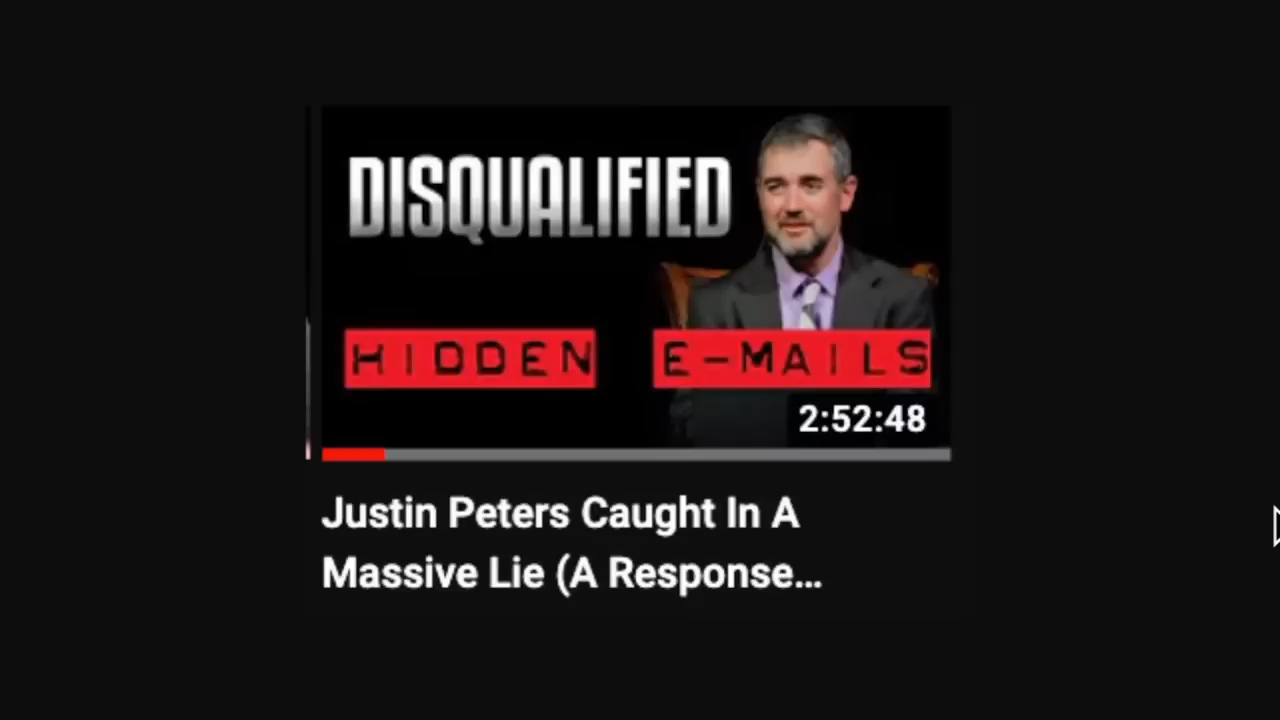 DISQUALIFIED
HIDDEN E-MAILS
2:52:48
Justin Peters Caught In A
Massive Lie (A Response...